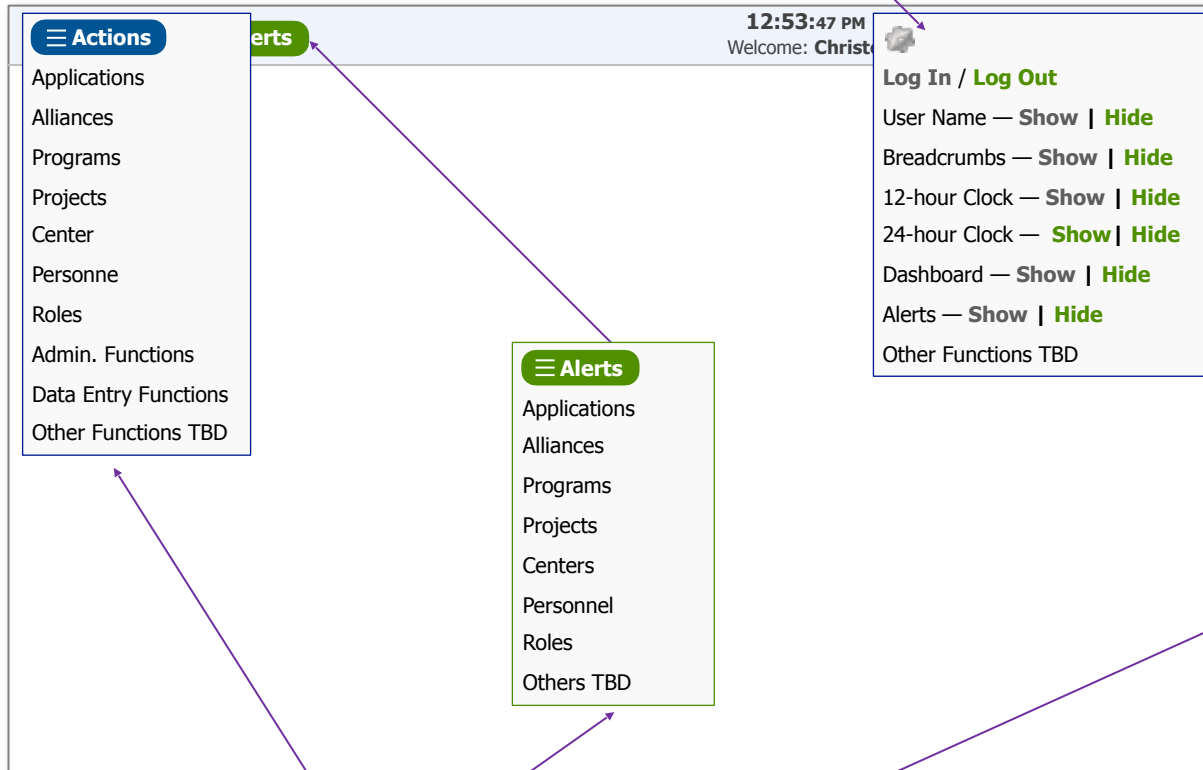 Actions
erts
12:53:47 PM
Welcome: Christo
Applications
Alliances
Programs
Projects
Center
Personne
Roles
Admin. Functions
Data Entry Functions
Other Functions TBD
Log In / Log Out
User Name — Show | Hide
Breadcrumbs — Show | Hide
12-hour Clock — Show | Hide
24-hour Clock — Show| Hide
Dashboard — Show | Hide
Alerts — Show | Hide
Other Functions TBD
Alerts
Applications
Alliances
Programs
Projects
Centers
Personnel
Roles
Others TBD